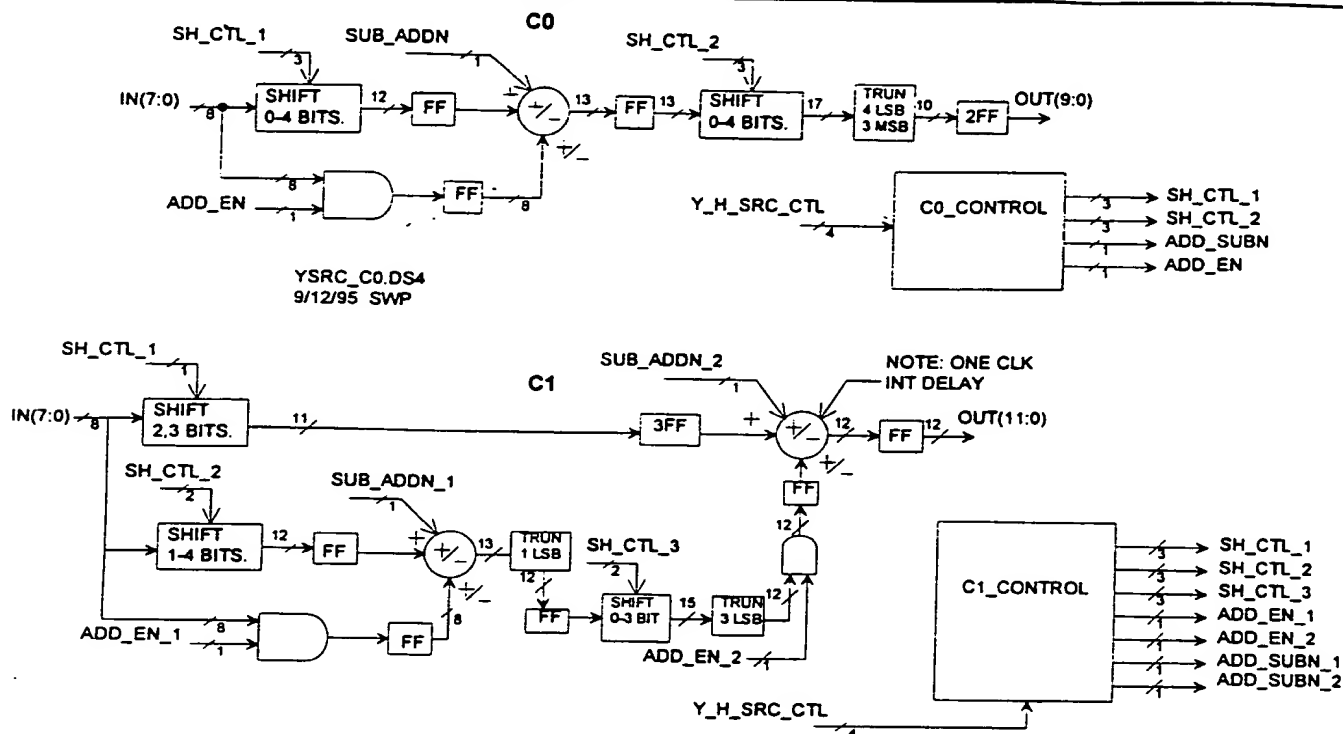 C0
SH_CTL_1
3
SUB_ADDN
1
SH_CTL_2
3
IN(7:0)
8
SHIFT
0-4 BITS.
12
FF
+
+/-
13
FF
13
SHIFT
0-4 BITS.
17
TRUN
4 LSB
3 MSB
10
2FF
OUT(9:0)
+/-
8
ADD_EN
1
FF
8
Y_H_SRC_CTL
4
C0_CONTROL
3
SH_CTL_1
3
SH_CTL_2
1
ADD_SUBN
1
ADD_EN
YSRC_C0.DS4
9/12/95 SWP
C1
SH_CTL_1
1
SUB_ADDN_2
1
NOTE: ONE CLK
INT DELAY
IN(7:0)
8
SHIFT
2,3 BITS.
11
3FF
+
+/-
12
FF
12
OUT(11:0)
+/-
FF
12
SH_CTL_2
2
SUB_ADDN_1
1
SHIFT
1-4 BITS.
12
FF
+
+/-
13
TRUN
1 LSB
12
+/-
8
SH_CTL_3
2
FF
SHIFT
0-3 BIT
15
TRUN
3 LSB
12
8
ADD_EN_1
1
FF
ADD_EN_2
1
C1_CONTROL
3
SH_CTL_1
3
SH_CTL_2
3
SH_CTL_3
1
ADD_EN_1
1
ADD_EN_2
1
ADD_SUBN_1
1
ADD_SUBN_2
Y_H_SRC_CTL
4